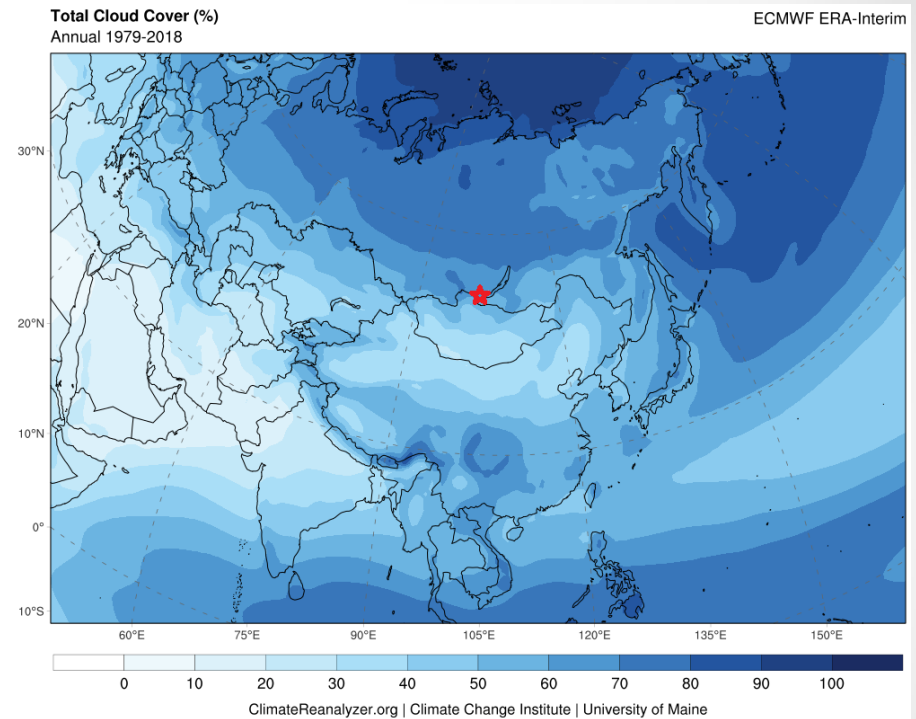 Total Cloud Cover (%)
ECMWF ERA-Interim
Annual 1979-2018
30°N
20°N
10°N
0°
10°S
60°E 75°E 90°E 105°E 120°E 135°E 150°E
0 10 20 30 40 50 60 70 80 90 100
ClimateReanalyzer.org | Climate Change Institute | University of Maine